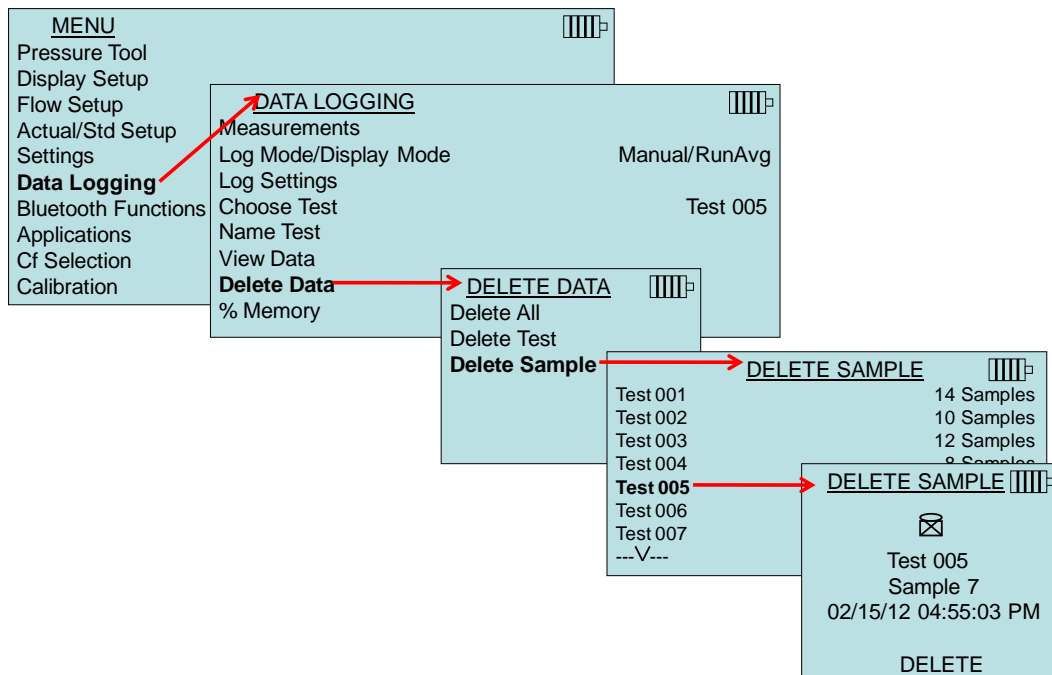 MENU
Pressure Tool
Display Setup
Flow Setup
Actual/Std Setup
Settings
Data Logging
Bluetooth Functions
Applications
Cf Selection
Calibration
DATA LOGGING
Measurements
Log Mode/Display Mode Manual/RunAvg
Log Settings
Choose Test Test 005
Name Test
View Data
Delete Data
% Memory
DELETE DATA
Delete All
Delete Test
Delete Sample
DELETE SAMPLE
Test 001 14 Samples
Test 002 10 Samples
Test 003 12 Samples
Test 004 8 Samples
Test 005
Test 006
Test 007
---V---
DELETE SAMPLE
Test 005
Sample 7
02/15/12 04:55:03 PM
DELETE